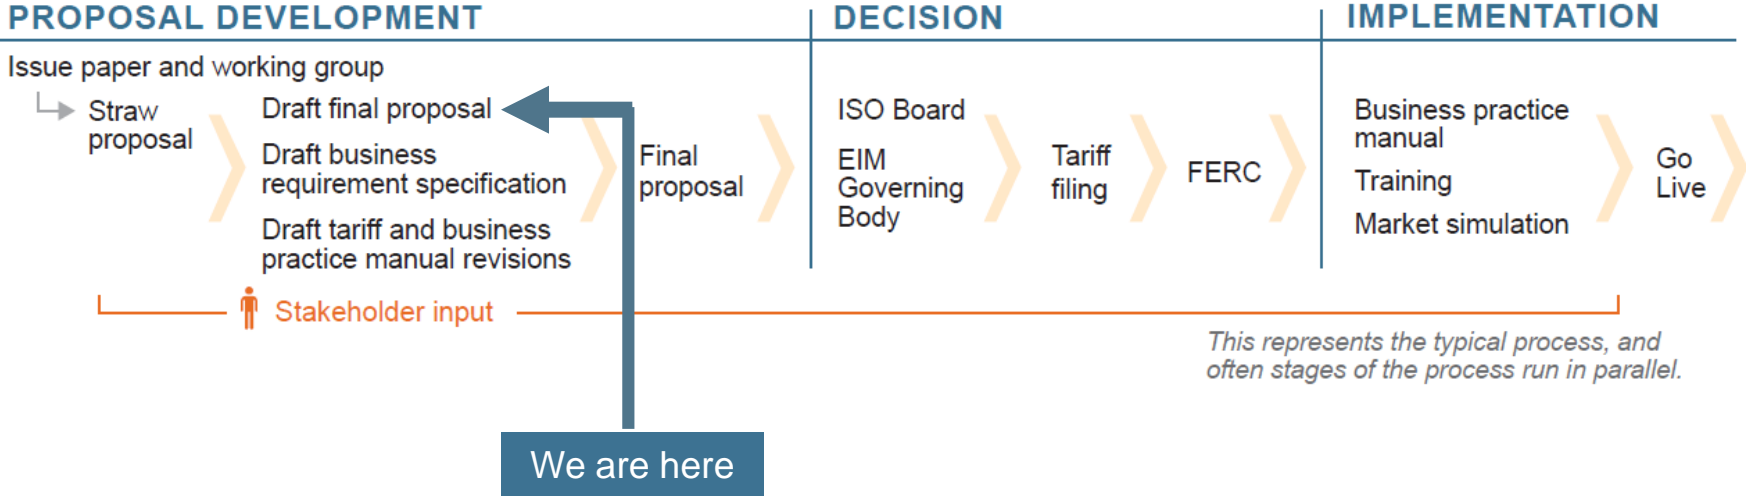 PROPOSAL DEVELOPMENT
Issue paper and working group
Straw
proposal
Draft final proposal
Draft business
requirement specification
Draft tariff and business
practice manual revisions
Final
proposal
DECISION
ISO Board
EIM
Governing
Body
Tariff
filing
FERC
IMPLEMENTATION
Business practice
manual
Training
Market simulation
Go
Live
Stakeholder input
This represents the typical process, and
often stages of the process run in parallel.
We are here